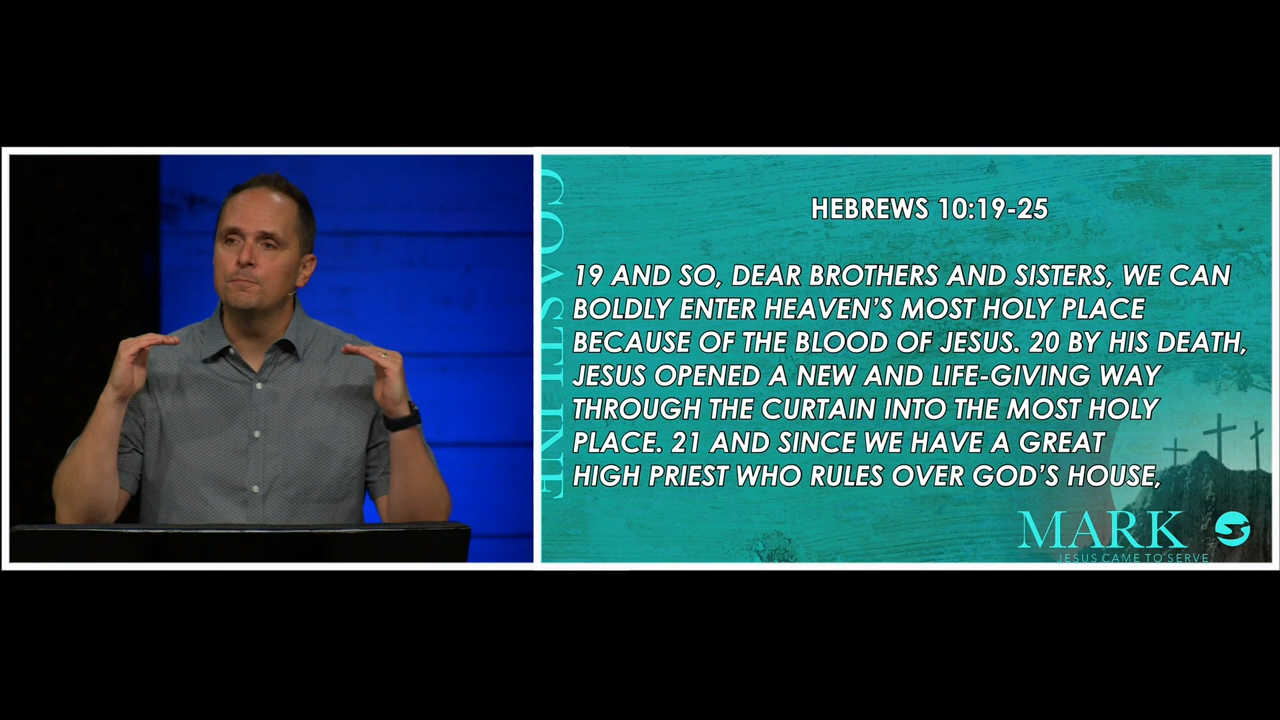 COASTLINE
HEBREWS 10:19-25
19 AND SO, DEAR BROTHERS AND SISTERS, WE CAN
BOLDLY ENTER HEAVEN'S MOST HOLY PLACE
BECAUSE OF THE BLOOD OF JESUS. 20 BY HIS DEATH,
JESUS OPENED A NEW AND LIFE-GIVING WAY
THROUGH THE CURTAIN INTO THE MOST HOLY
PLACE. 21 AND SINCE WE HAVE A GREAT
HIGH PRIEST WHO RULES OVER GOD'S HOUSE,
MARK
JESUS CAME TO SERVE